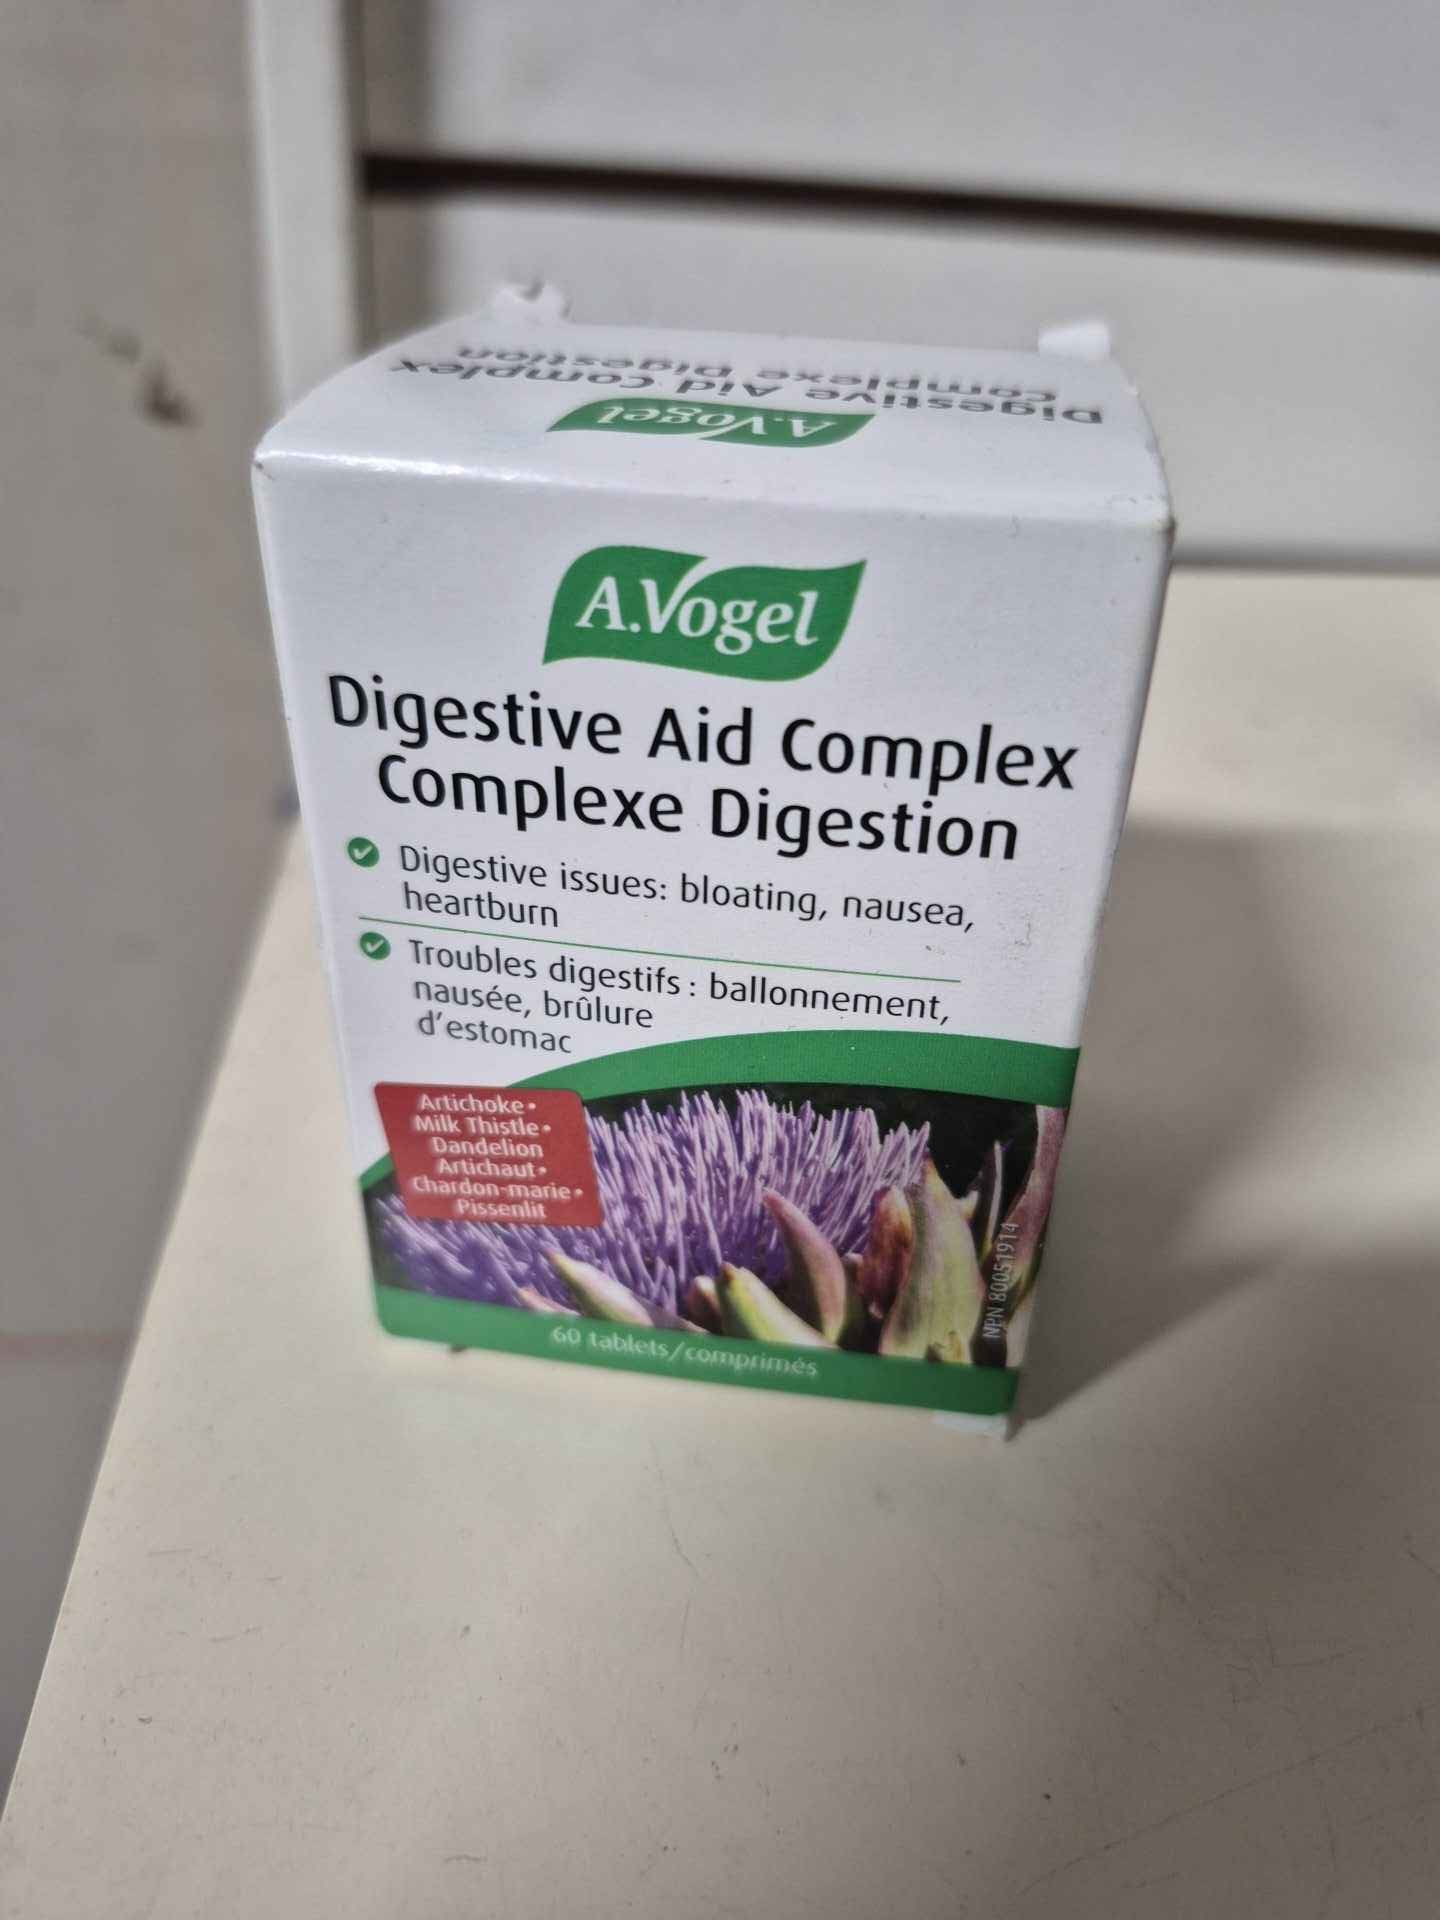 Digestive Aid Complex
Complexe Digestion
A.Vogel
A.Vogel
Digestive Aid Complex
Complexe Digestion
Digestive issues: bloating, nausea,
heartburn
Troubles digestifs : ballonnement,
nausée, brûlure
d'estomac
Artichoke•
Milk Thistle•
Dandelion
Artichaut•
Chardon-marie•
Pissenlit
NPN 80051914
60 tablets/comprimés